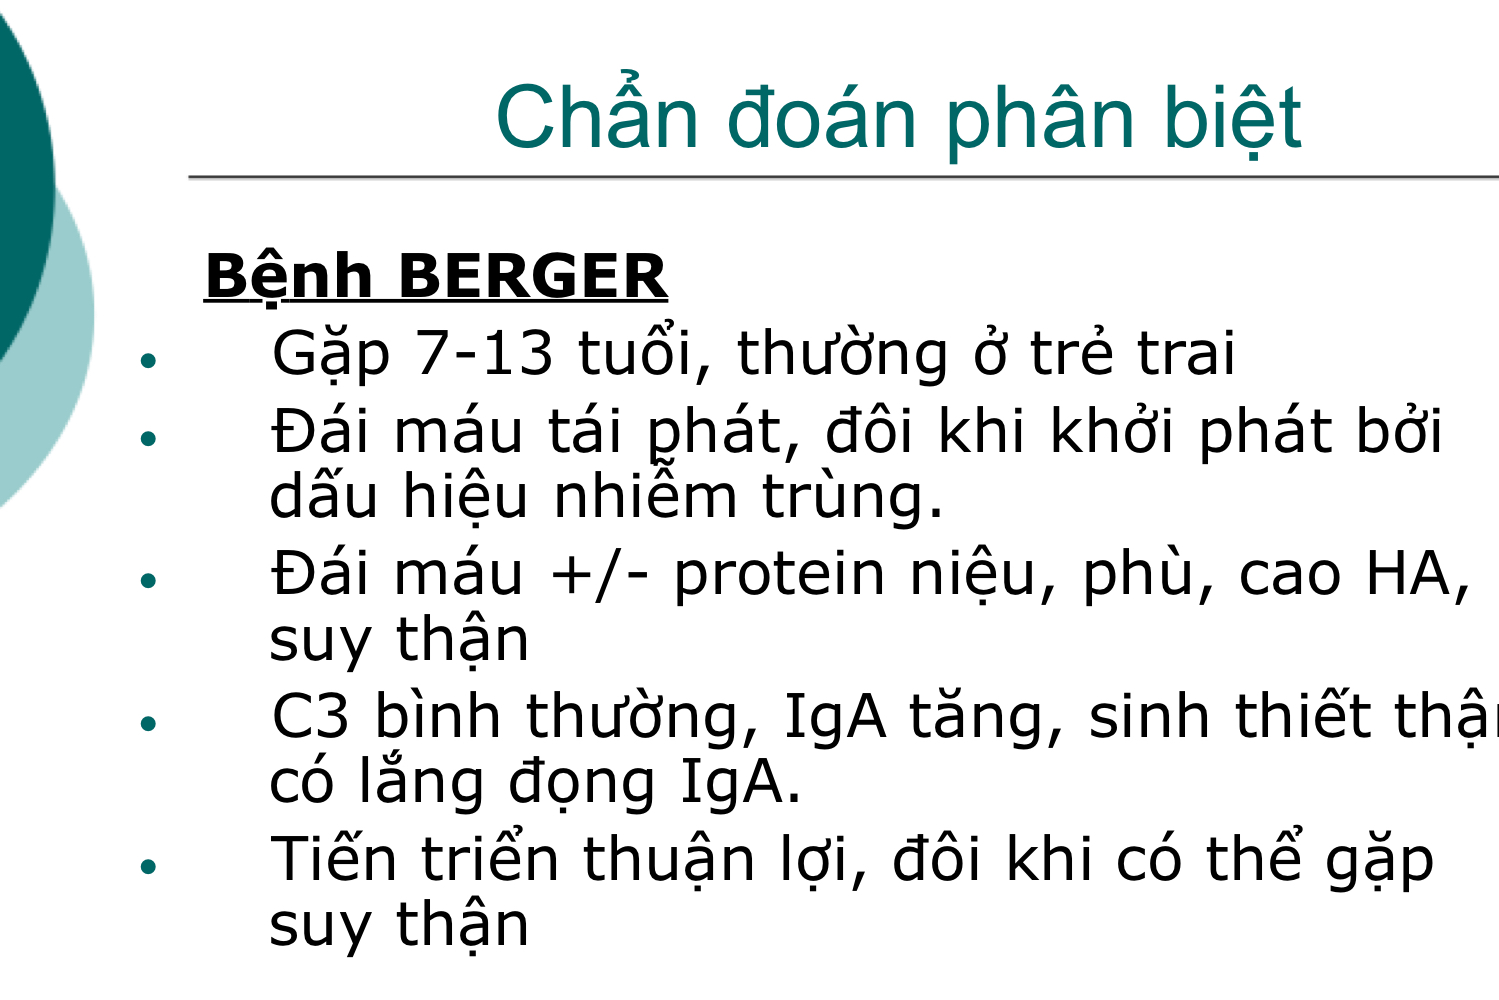 Chẩn đoán phân biệt
Bệnh BERGER
• Gặp 7-13 tuổi, thường ở trẻ trai
• Đái máu tái phát, đôi khi khởi phát bởi
dấu hiệu nhiễm trùng.
• Đái máu +/- protein niệu, phù, cao HA,
suy thận
• C3 bình thường, IgA tăng, sinh thiết thận
có lắng đọng IgA.
• Tiến triển thuận lợi, đôi khi có thể gặp
suy thận